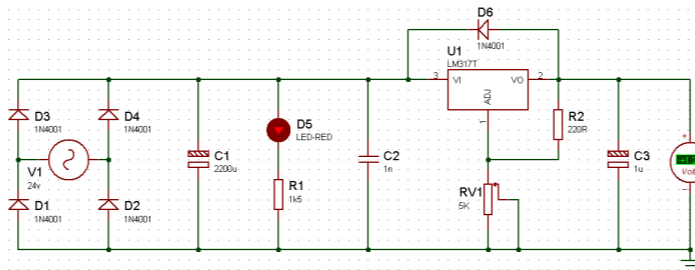 D6
1N4001
U1
LM317T
3
VI
VO
2
ADJ
1
D3
1N4001
D4
1N4001
V1
24v
D1
1N4001
D2
1N4001
C1
2200u
D5
LED-RED
R1
1k5
C2
1n
R2
220R
RV1
5K
C3
1u
+
Volt
-